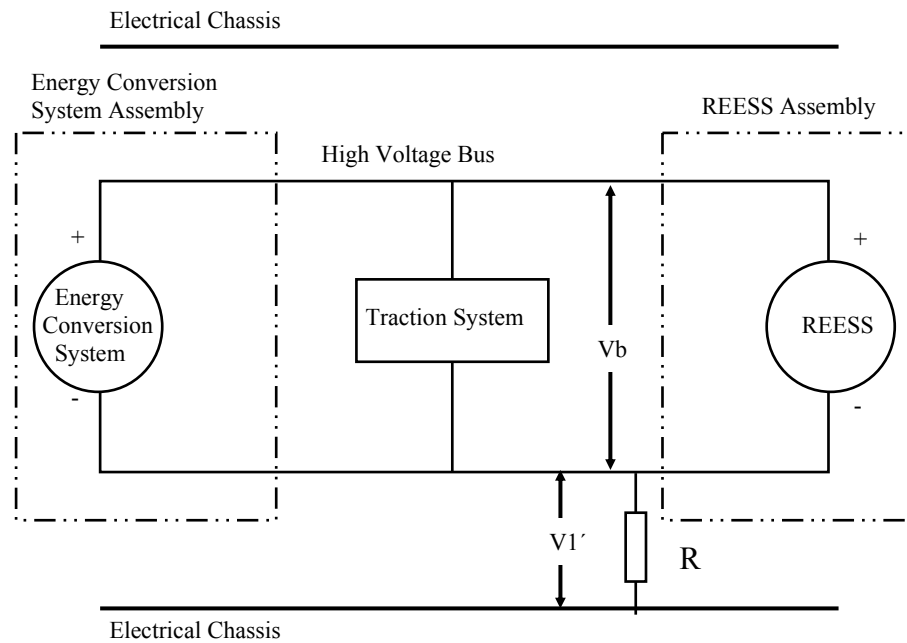 Electrical Chassis
Energy Conversion
System Assembly
REESS Assembly
High Voltage Bus
+
+
Energy
Conversion
System
Traction System
Vb
REESS
-
-
V1´
R
Electrical Chassis